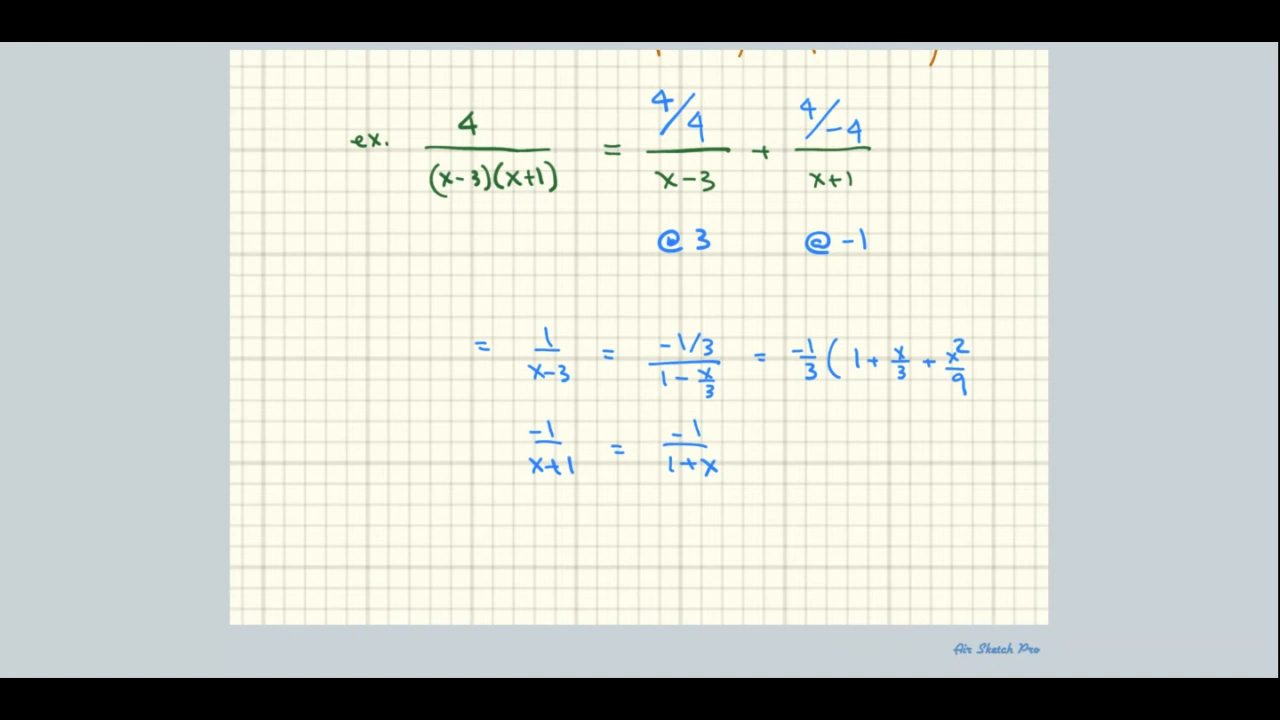 ex. 4/((x-3)(x+1)) = (4/4)/(x-3) + (4/-4)/(x+1)
@ 3 @ -1
= 1/(x-3) = (-1/3)/(1 - x/3) = -1/3 ( 1 + x/3 + x²/9
-1/(x+1) = -1/(1+x)
Air Sketch Pro